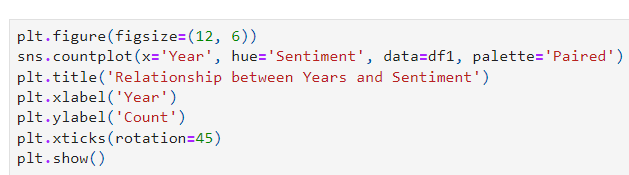 plt.figure(figsize=(12, 6))
sns.countplot(x='Year', hue='Sentiment', data=df1, palette='Paired')
plt.title('Relationship between Years and Sentiment')
plt.xlabel('Year')
plt.ylabel('Count')
plt.xticks(rotation=45)
plt.show()